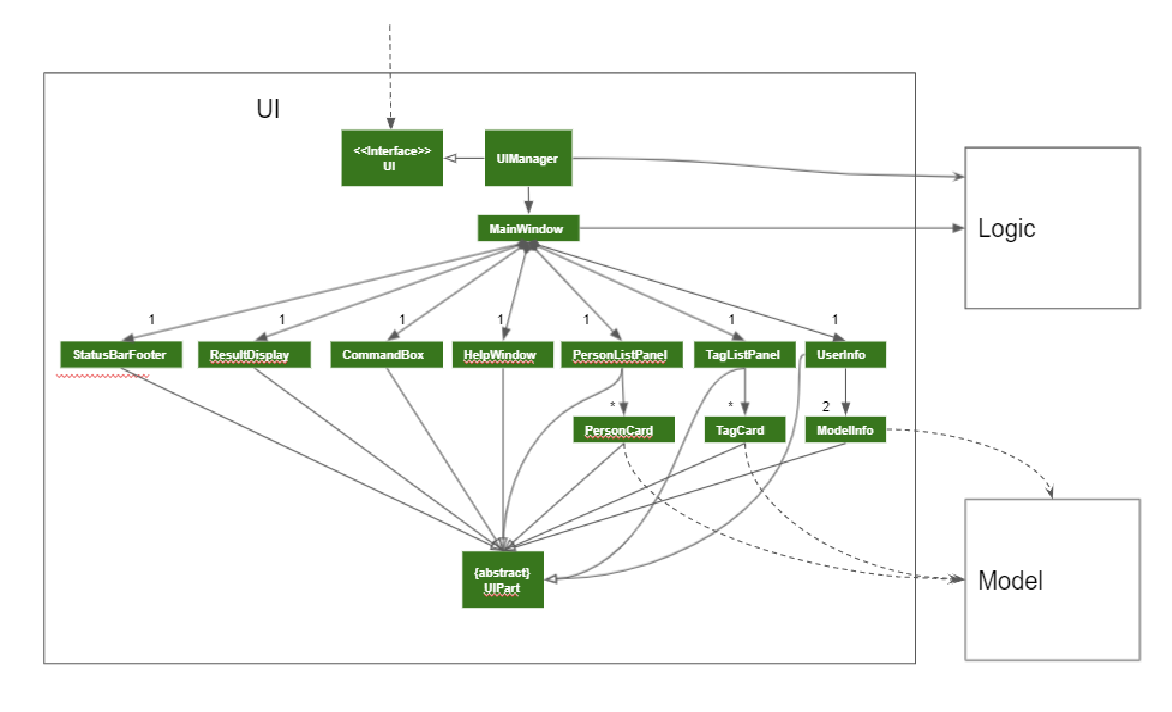 UI
<<Interface>>
UI
UIManager
MainWindow
Logic
1 1 1 1 1 1 1
StatusBarFooter ResultDisplay CommandBox HelpWindow PersonListPanel TagListPanel UserInfo
* * 2
PersonCard TagCard ModelInfo
{abstract}
UIPart
Model